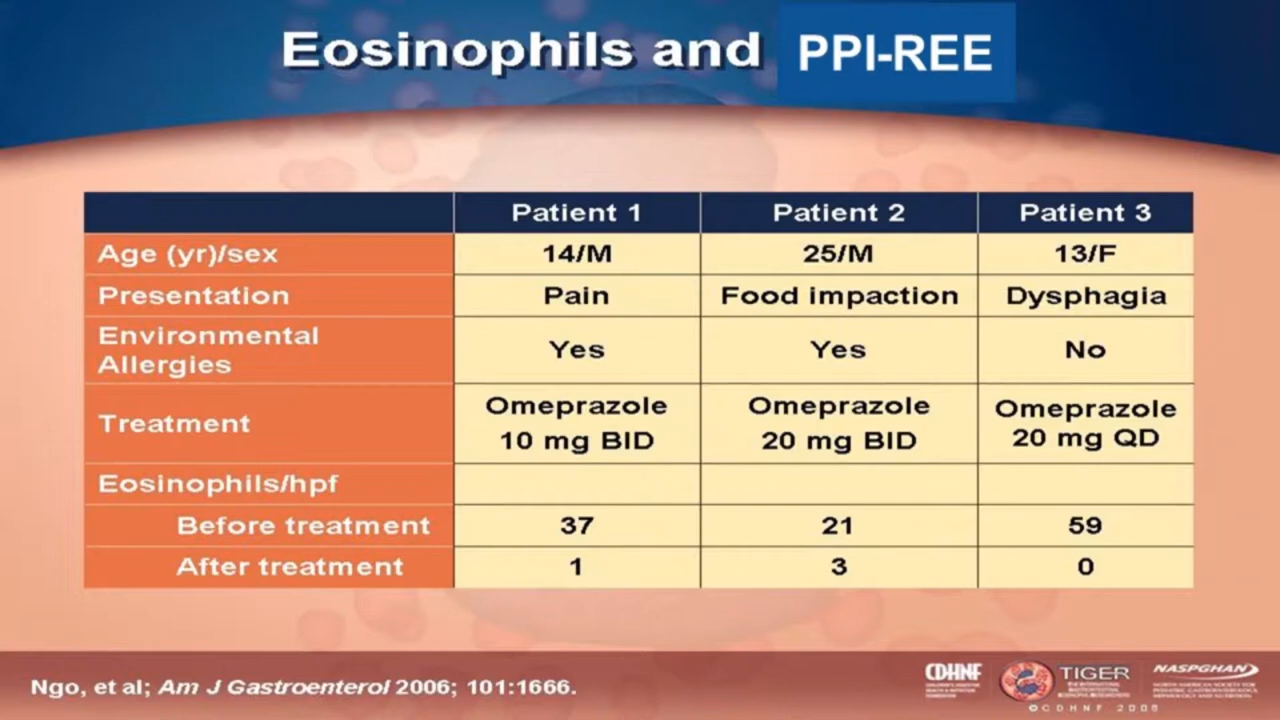 Eosinophils and PPI-REE
Patient 1 Patient 2 Patient 3
Age (yr)/sex 14/M 25/M 13/F
Presentation Pain Food impaction Dysphagia
Environmental
Allergies Yes Yes No
Treatment Omeprazole Omeprazole Omeprazole
10 mg BID 20 mg BID 20 mg QD
Eosinophils/hpf
Before treatment 37 21 59
After treatment 1 3 0
Ngo, et al; Am J Gastroenterol 2006; 101:1666.
CDHNF
TIGER
NASPGHAN